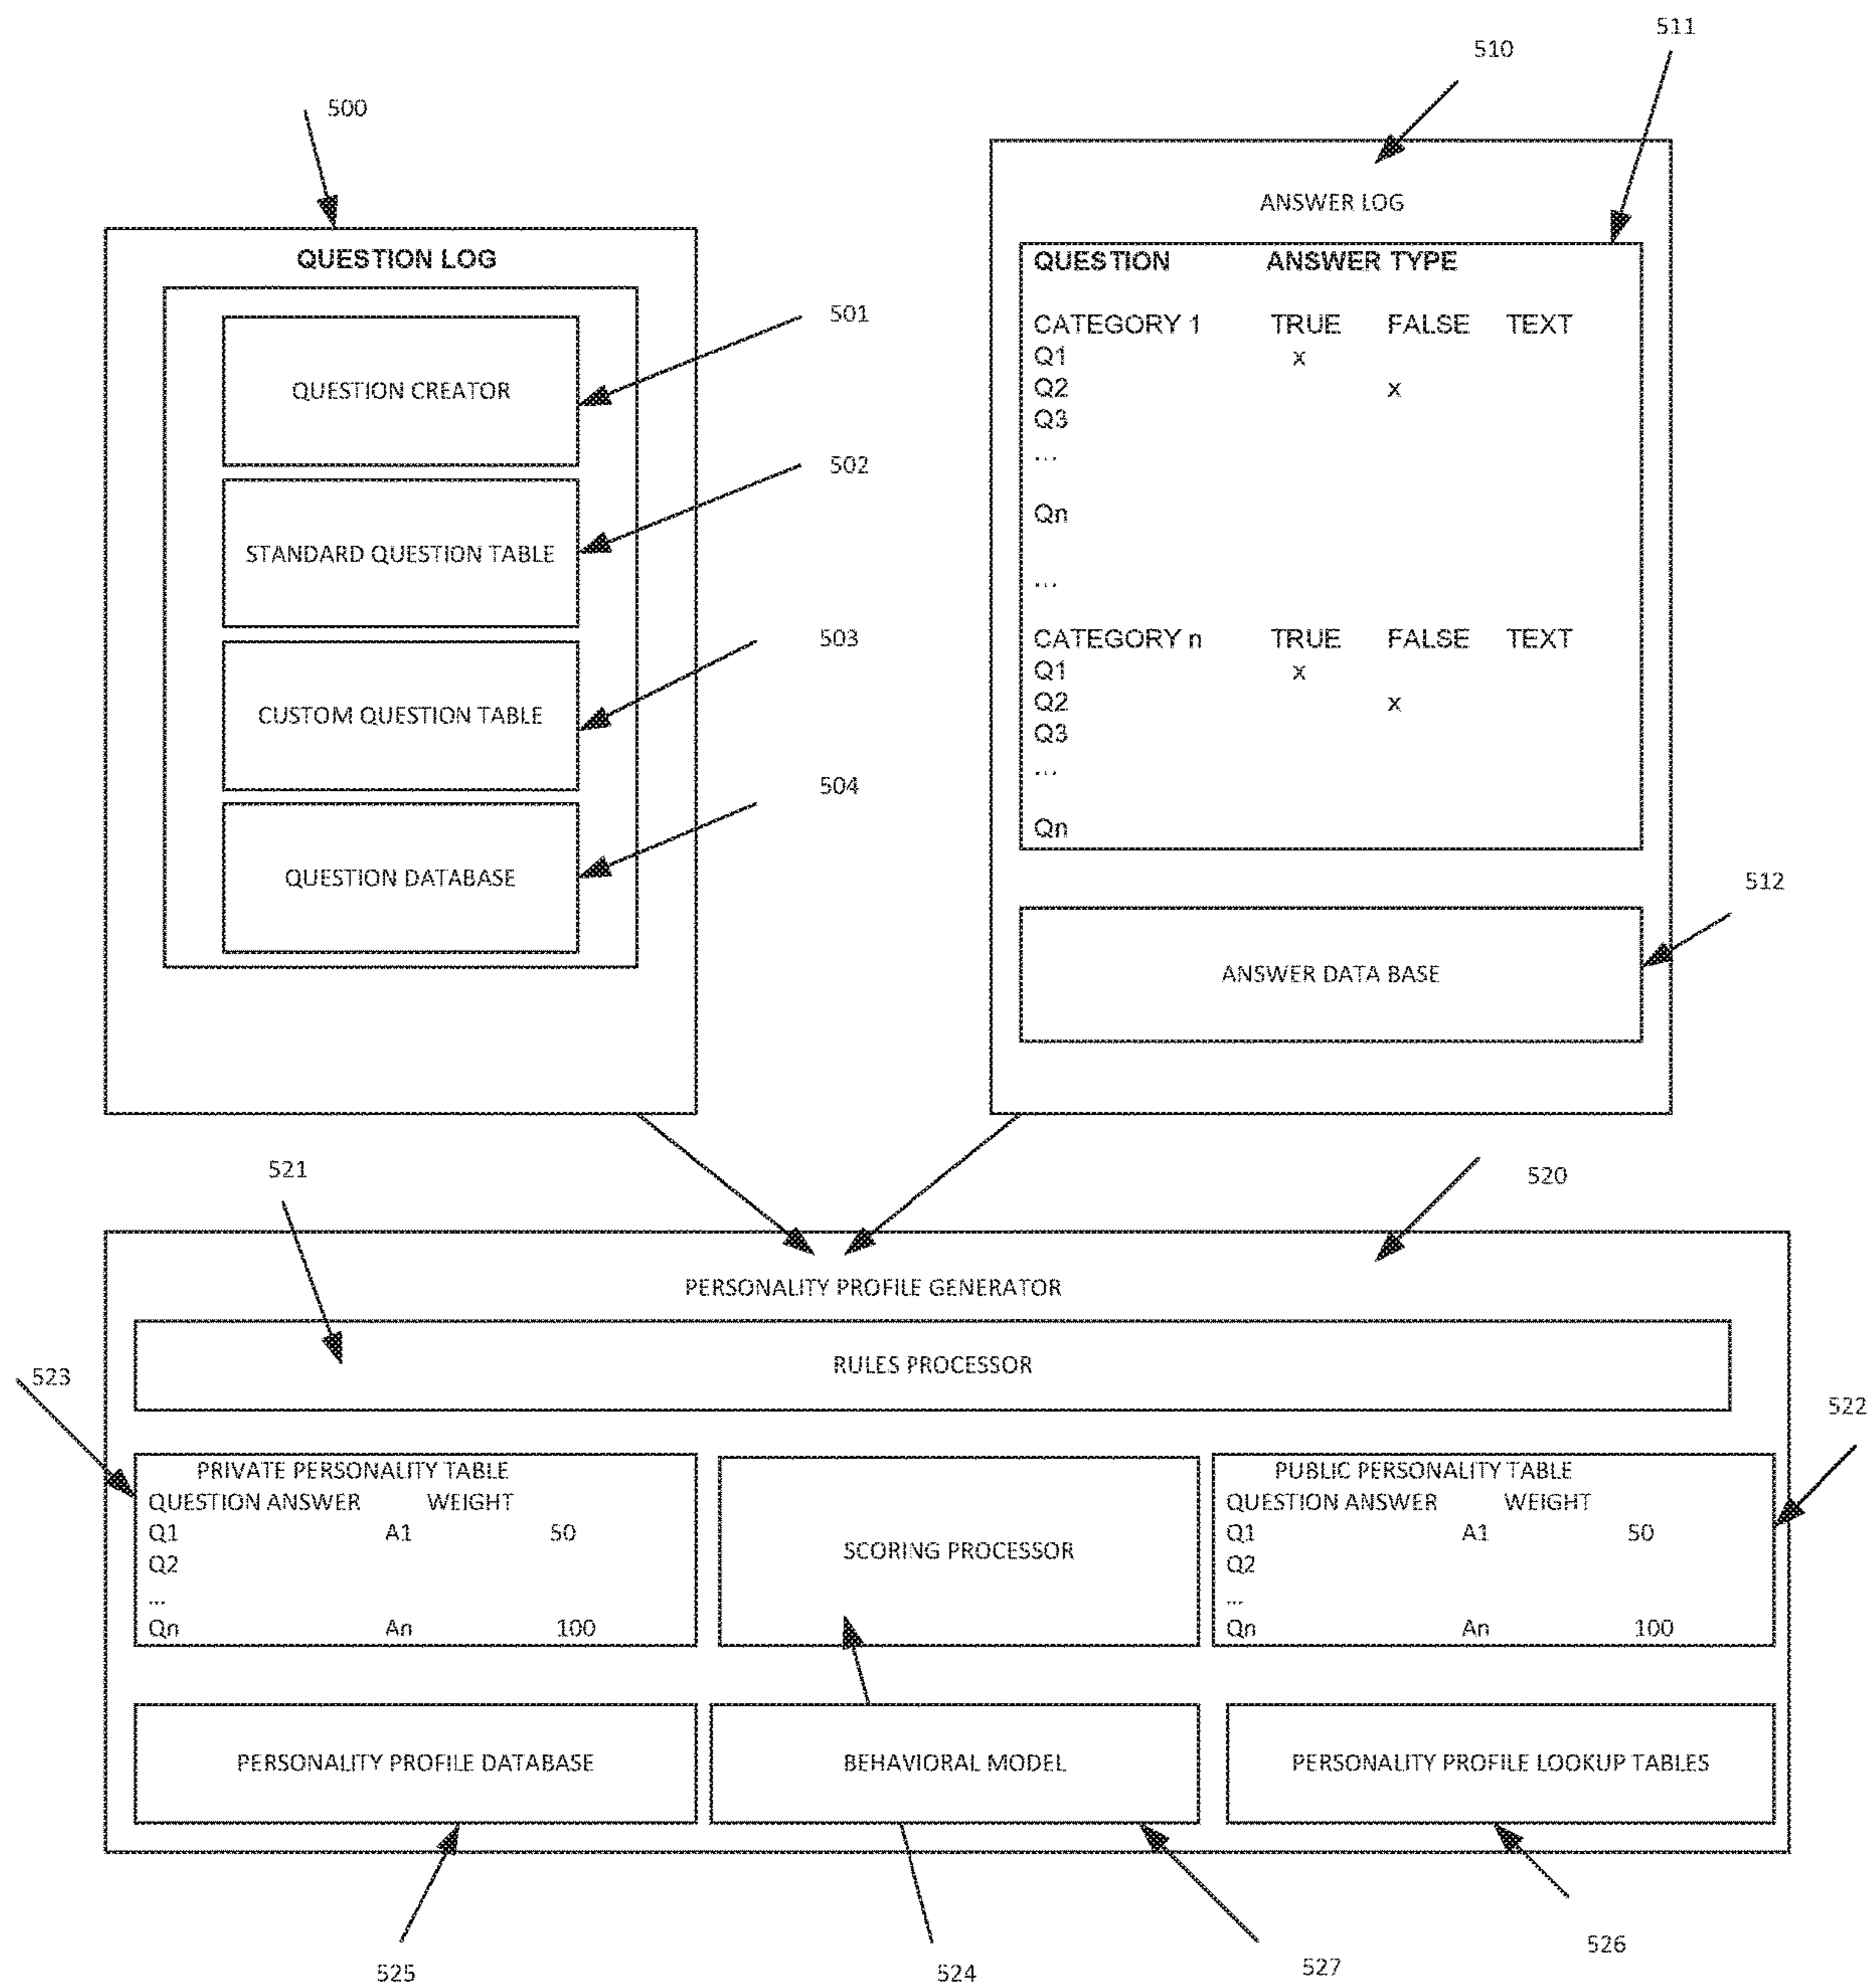 511
510
500
ANSWER LOG
QUESTION LOG
QUESTION ANSWER TYPE
501
QUESTION CREATOR
CATEGORY 1 TRUE FALSE TEXT
Q1 x
Q2 x
Q3
...
502
STANDARD QUESTION TABLE
Qn
...
503
CUSTOM QUESTION TABLE
CATEGORY n TRUE FALSE TEXT
Q1 x
Q2 x
Q3
...
Qn
504
QUESTION DATABASE
512
ANSWER DATA BASE
521
520
PERSONALITY PROFILE GENERATOR
RULES PROCESSOR
523
522
PRIVATE PERSONALITY TABLE
QUESTION ANSWER WEIGHT
Q1 A1 50
Q2
...
Qn An 100
SCORING PROCESSOR
PUBLIC PERSONALITY TABLE
QUESTION ANSWER WEIGHT
Q1 A1 50
Q2
...
Qn An 100
PERSONALITY PROFILE DATABASE
BEHAVIORAL MODEL
PERSONALITY PROFILE LOOKUP TABLES
525
524
527
526